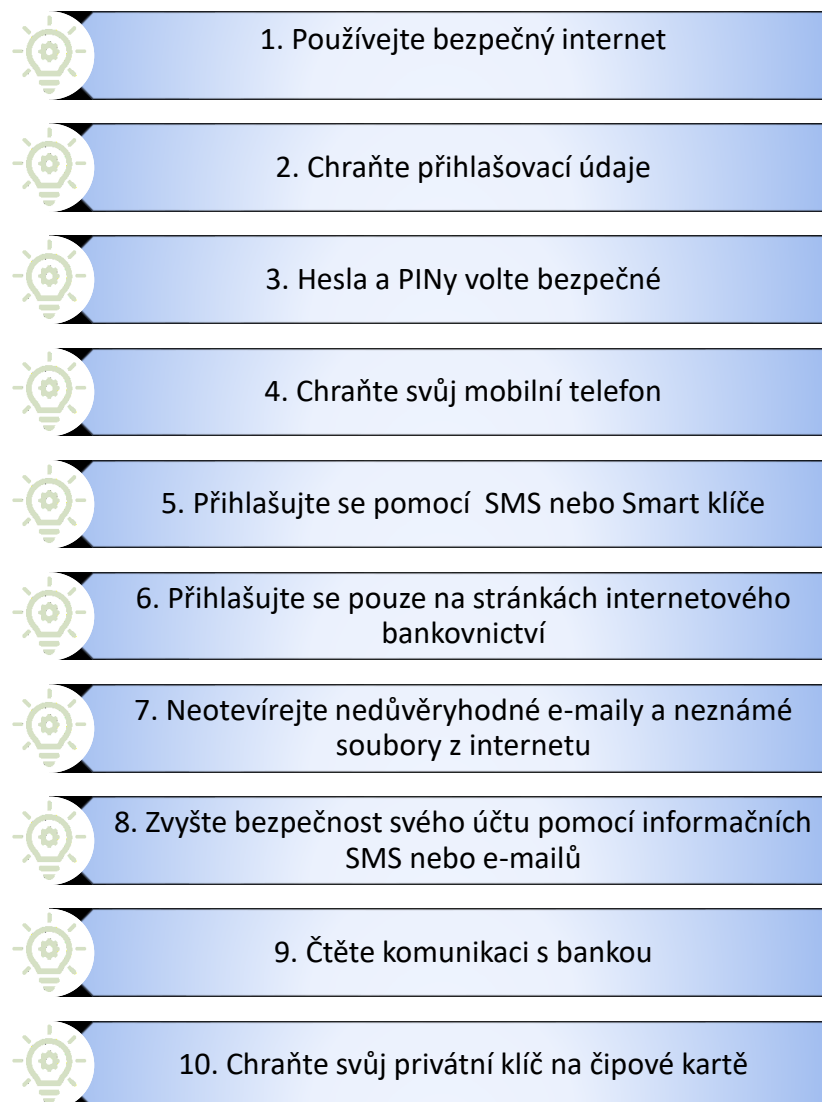 1. Používejte bezpečný internet
2. Chraňte přihlašovací údaje
3. Hesla a PINy volte bezpečné
4. Chraňte svůj mobilní telefon
5. Přihlašujte se pomocí  SMS nebo Smart klíče
6. Přihlašujte se pouze na stránkách internetového
bankovnictví
7. Neotevírejte nedůvěryhodné e-maily a neznámé
soubory z internetu
8. Zvyšte bezpečnost svého účtu pomocí informačních
SMS nebo e-mailů
9. Čtěte komunikaci s bankou
10. Chraňte svůj privátní klíč na čipové kartě